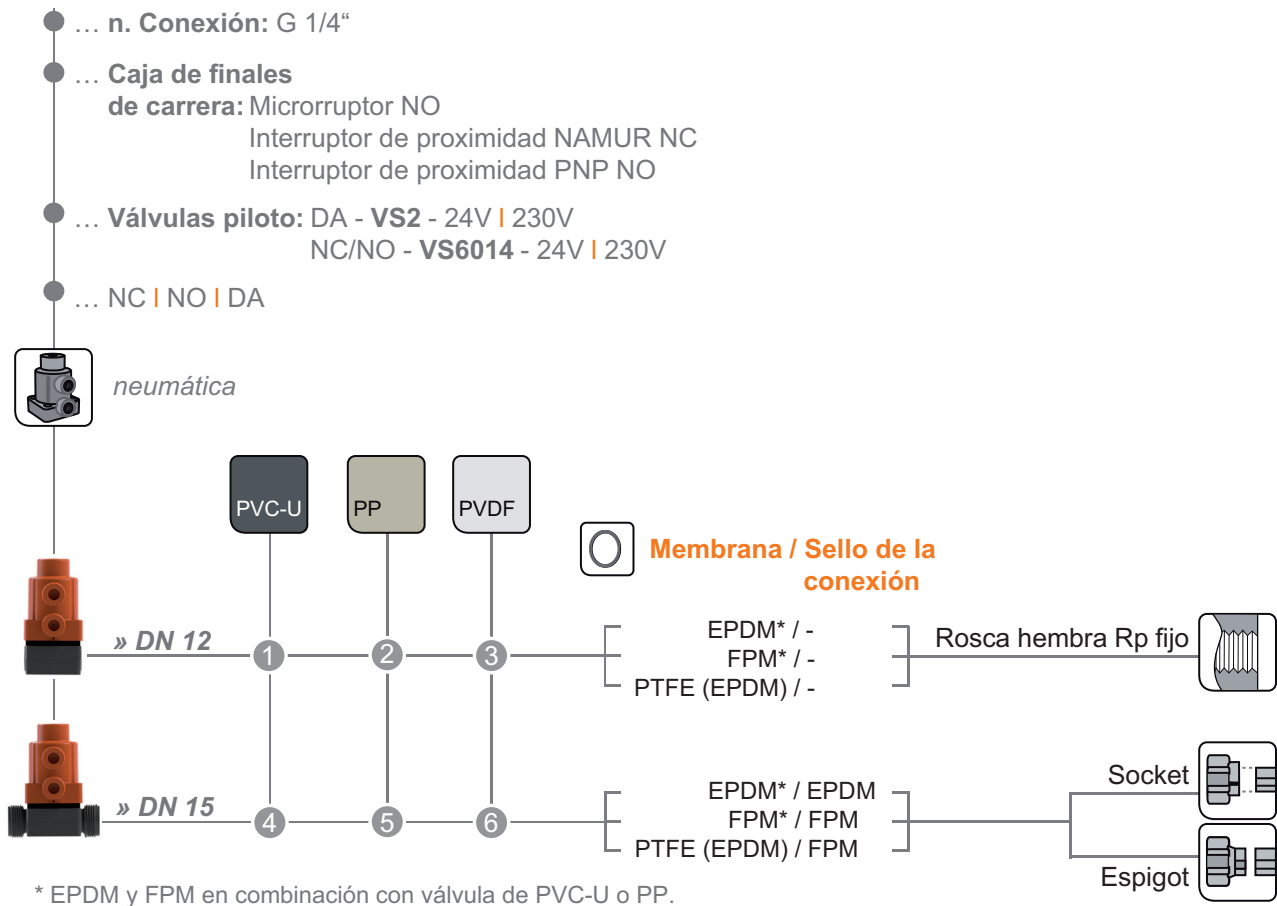 … n. Conexión: G 1/4“
… Caja de finales
de carrera: Microrruptor NO
Interruptor de proximidad NAMUR NC
Interruptor de proximidad PNP NO
… Válvulas piloto: DA - VS2 - 24V I 230V
NC/NO - VS6014 - 24V I 230V
… NC I NO I DA
neumática
PVC-U PP PVDF
Membrana / Sello de la
conexión
» DN 12 1 2 3
EPDM* / -
FPM* / -
PTFE (EPDM) / -
Rosca hembra Rp fijo
» DN 15 4 5 6
EPDM* / EPDM
FPM* / FPM
PTFE (EPDM) / FPM
Socket
Espigot
* EPDM y FPM en combinación con válvula de PVC-U o PP.